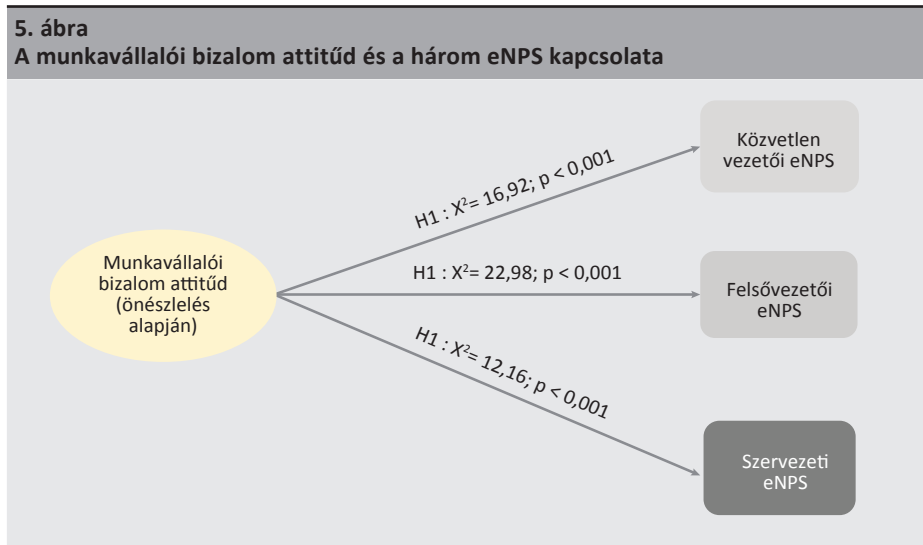 5. ábra
A munkavállalói bizalom attitűd és a három eNPS kapcsolata
Közvetlen
vezetői eNPS
H1 : X²= 16,92; p < 0,001
Munkavállalói
bizalom attitűd
(önészlelés
alapján)
H1 : X²= 22,98; p < 0,001
Felsővezetői
eNPS
H1 : X²= 12,16; p < 0,001
Szervezeti
eNPS